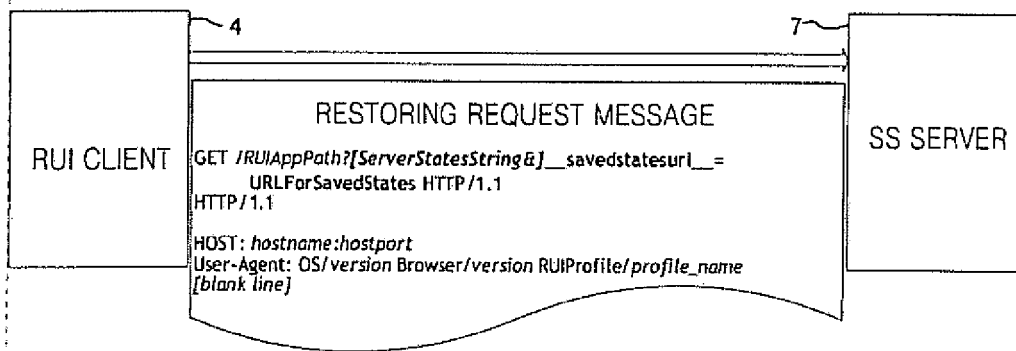 4
7
RUI CLIENT
SS SERVER
RESTORING REQUEST MESSAGE
GET /RUIAppPath?[ServerStatesString&]__savedstatesurl__=
URLForSavedStates HTTP/1.1
HTTP/1.1
HOST: hostname:hostport
User-Agent: OS/version Browser/version RUIProfile/profile_name
[blank line]